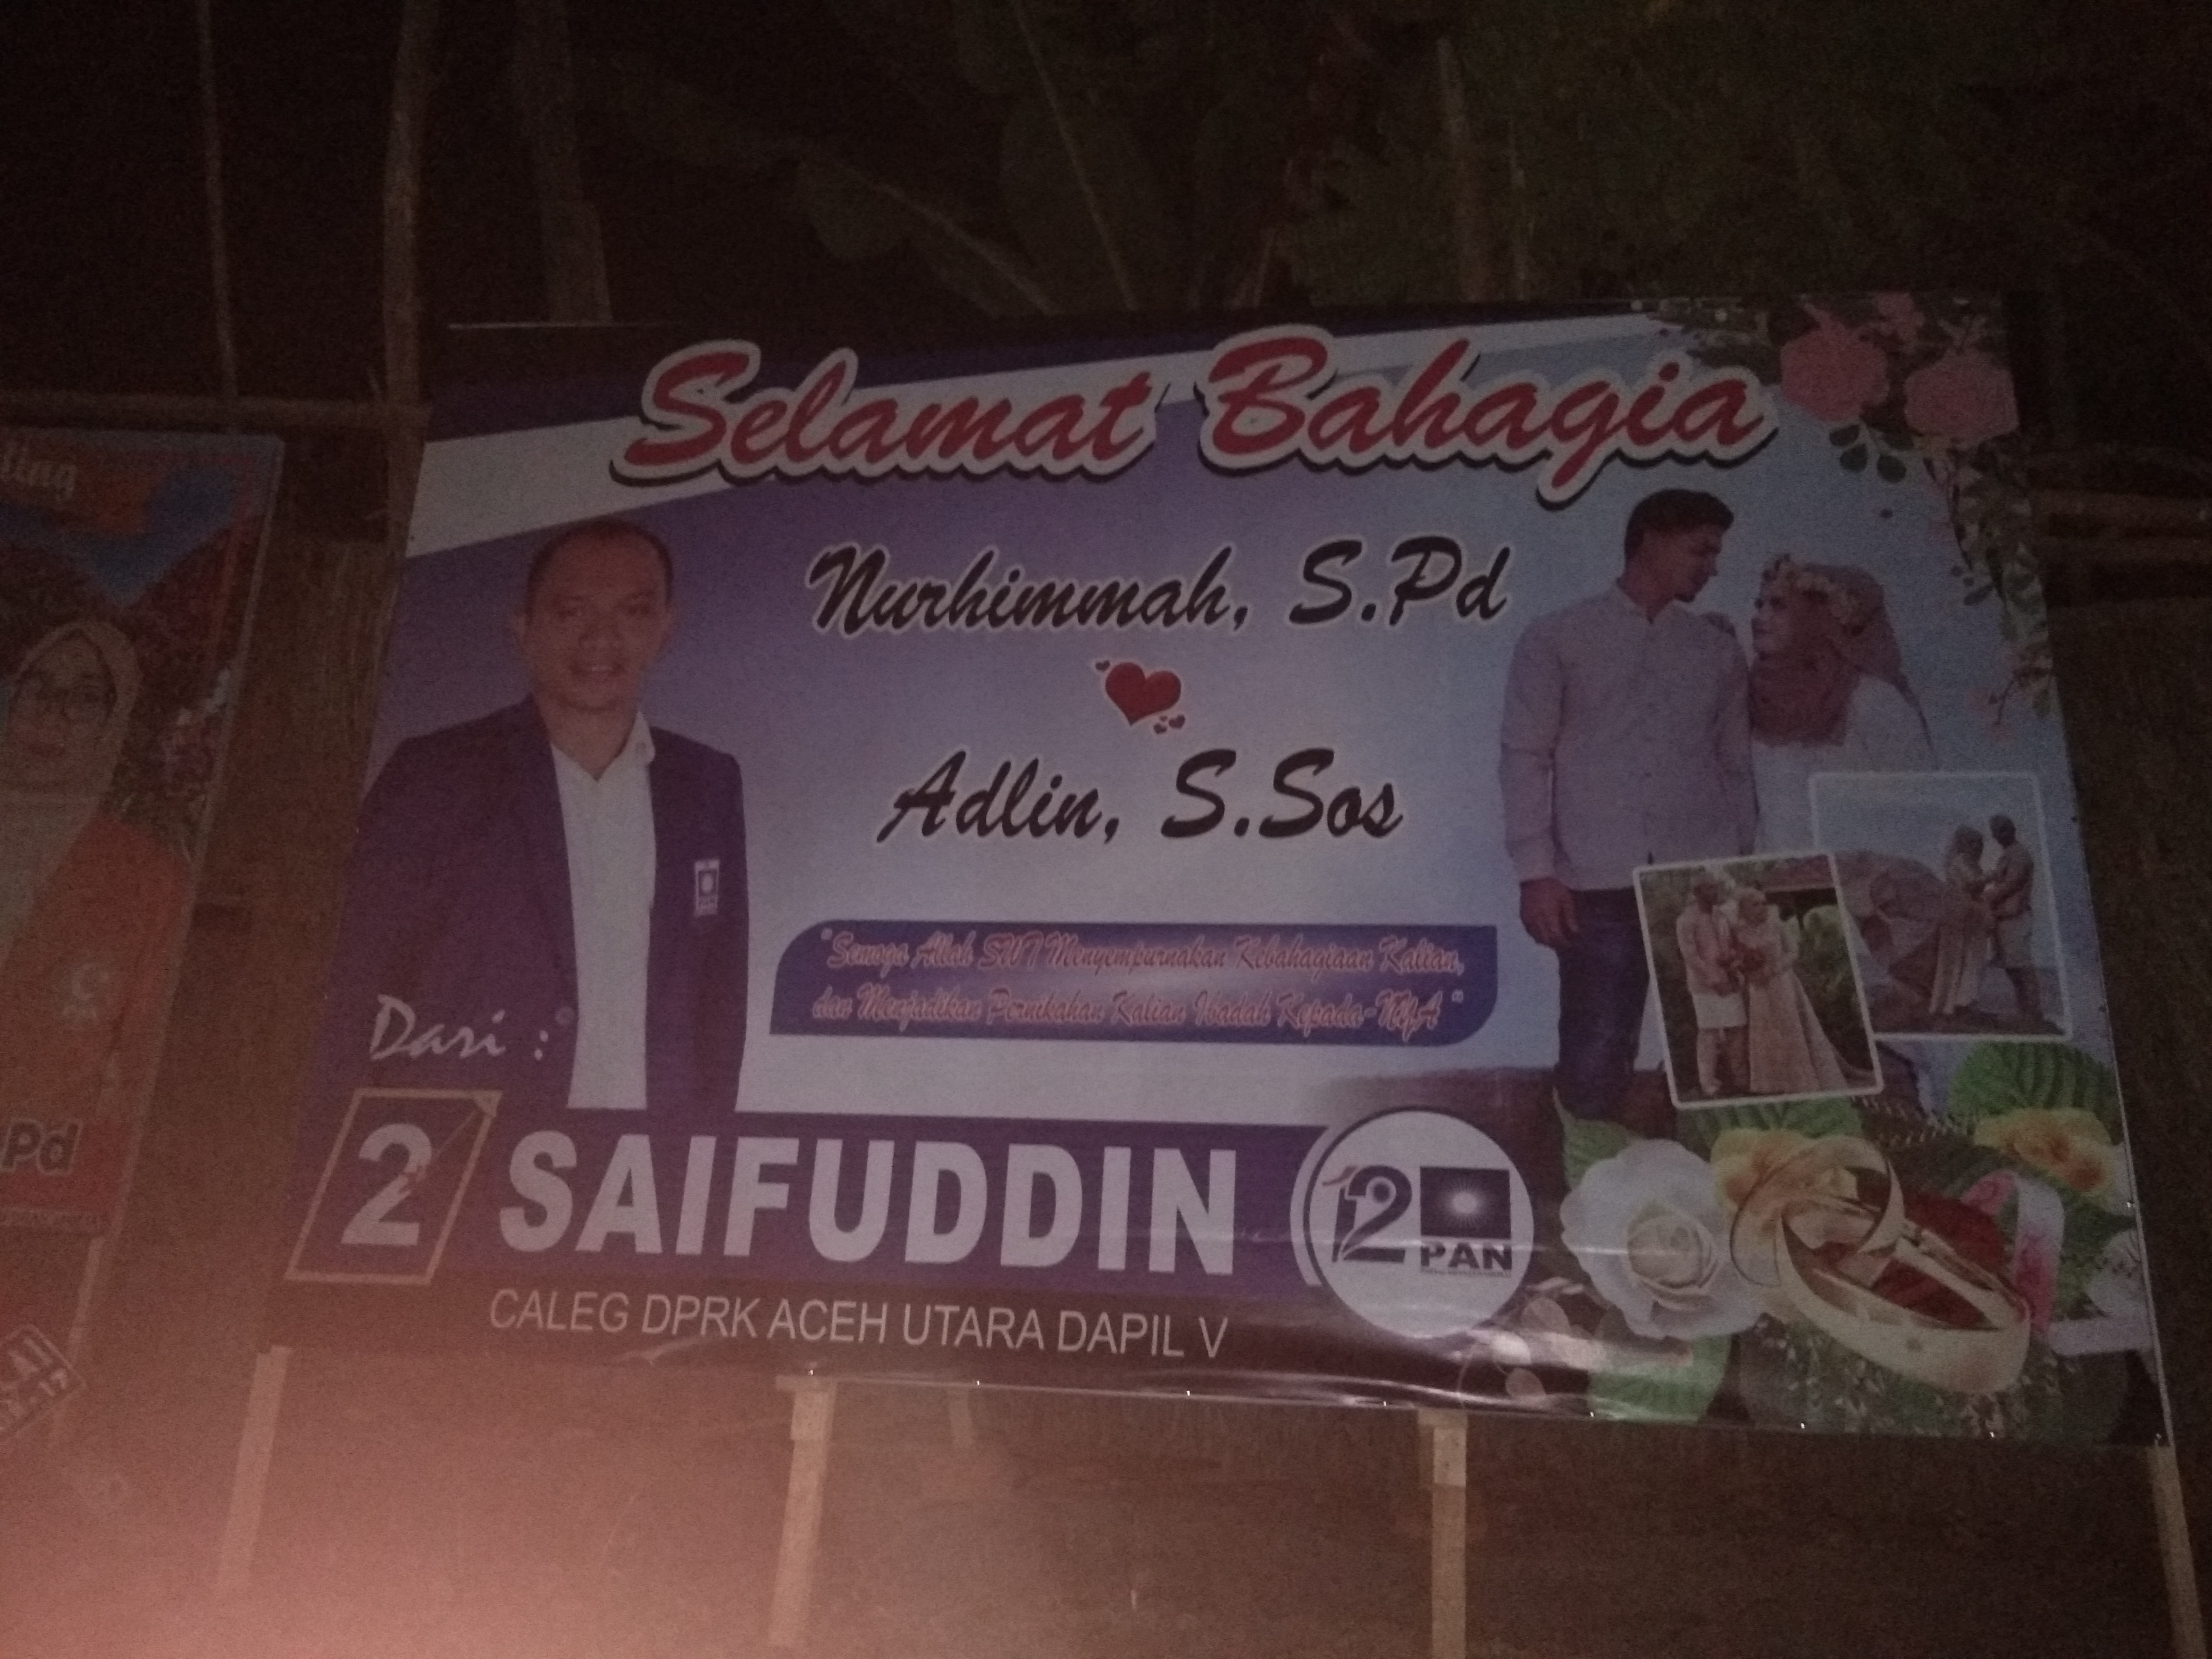 Selamat Bahagia
Nurhimmah, S.Pd
Adlin, S.Sos
"Semoga Allah SWT Menyempurnakan Kebahagiaan Kalian,
dan Menjadikan Pernikahan Kalian Ibadah Kepada-NYA"
Dari :
2 SAIFUDDIN
12 PAN
CALEG DPRK ACEH UTARA DAPIL V
ting
Pd